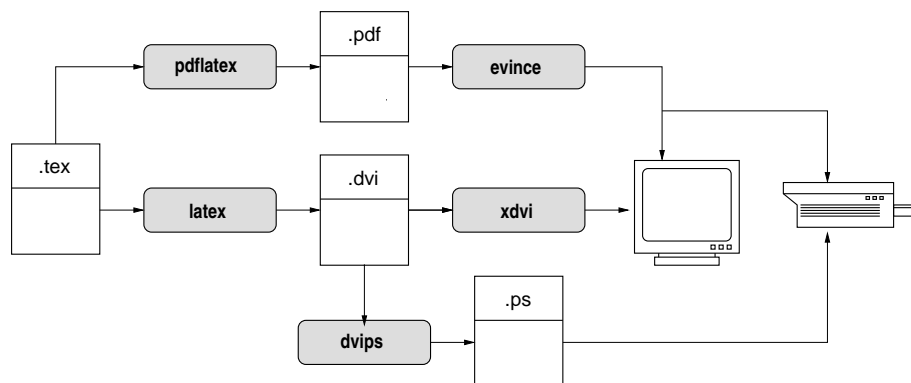 .pdf
pdflatex
evince
.tex
.dvi
latex
xdvi
.ps
dvips